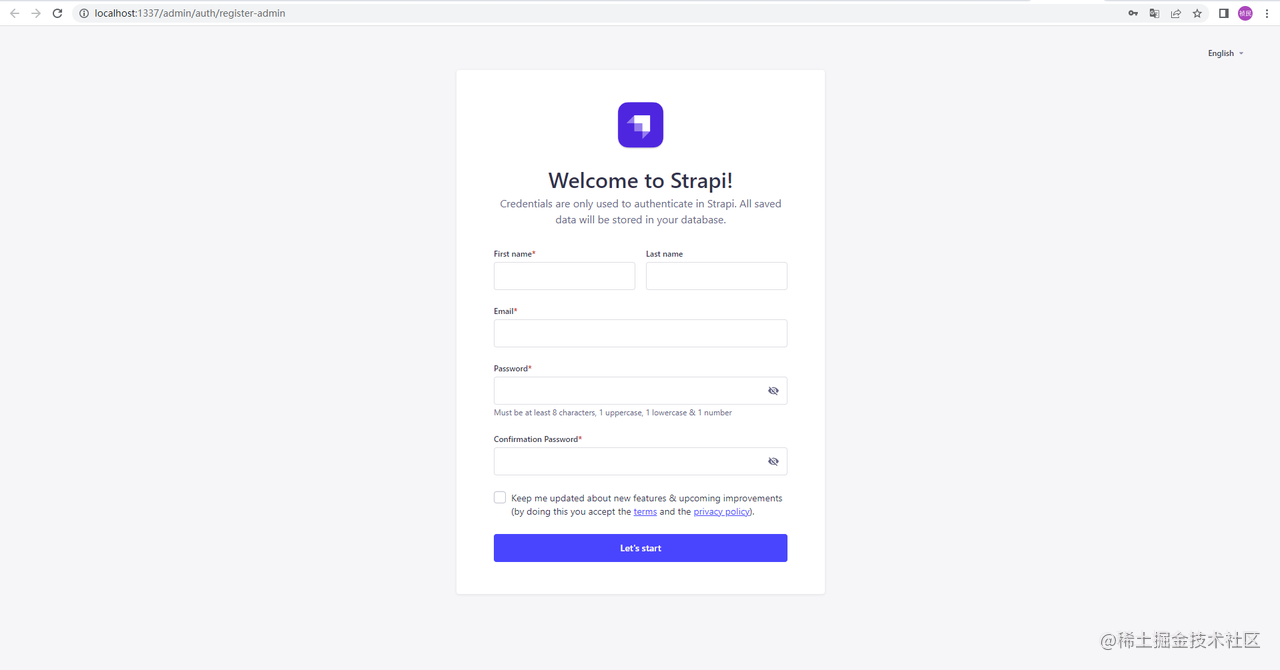 localhost:1337/admin/auth/register-admin
English
Welcome to Strapi!
Credentials are only used to authenticate in Strapi. All saved
data will be stored in your database.
First name*
Last name
Email*
Password*
Must be at least 8 characters, 1 uppercase, 1 lowercase & 1 number
Confirmation Password*
Keep me updated about new features & upcoming improvements
(by doing this you accept the terms and the privacy policy).
Let's start
@稀土掘金技术社区